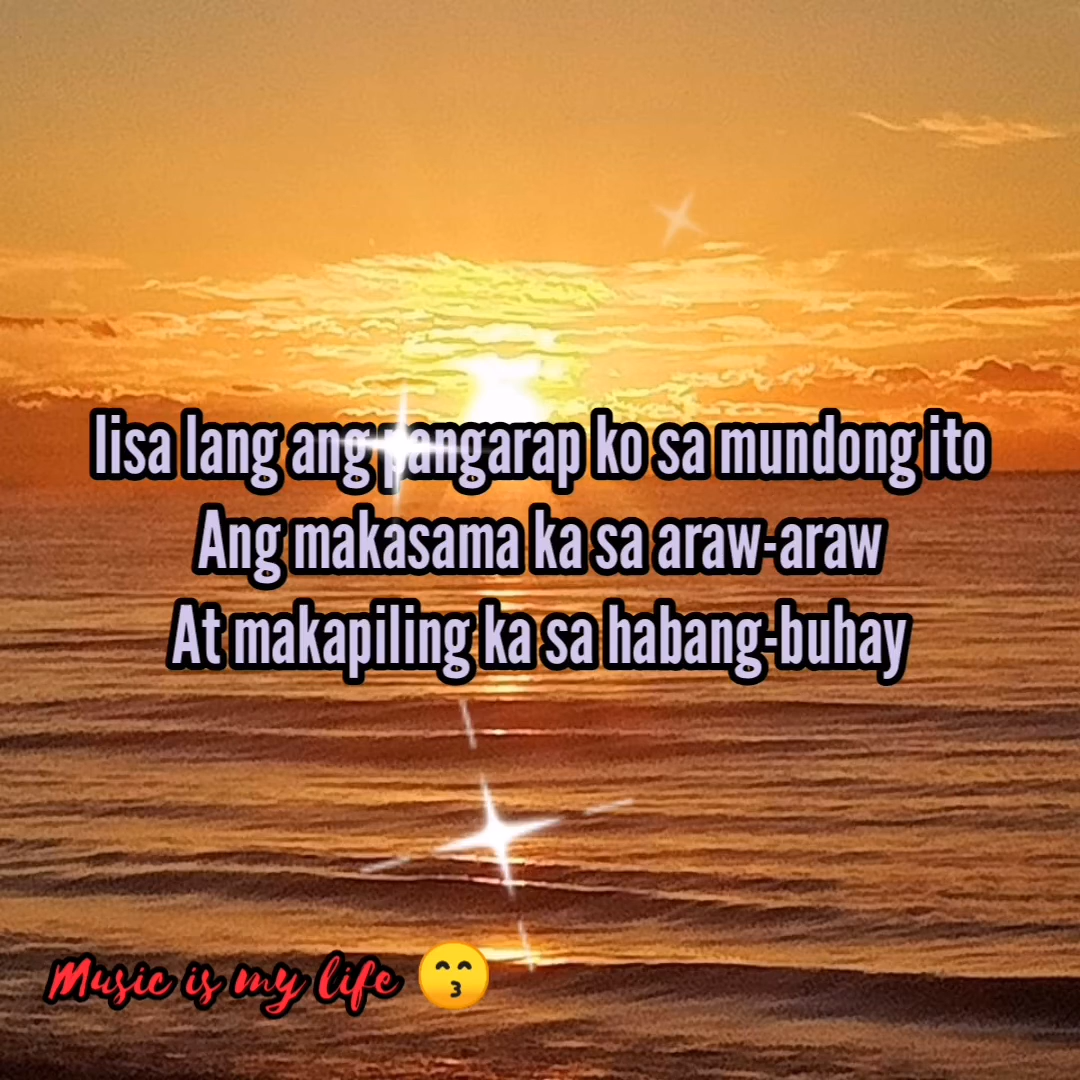 Iisa lang ang pangarap ko sa mundong ito
Ang makasama ka sa araw-araw
At makapiling ka sa habang-buhay
Music is my life 😙